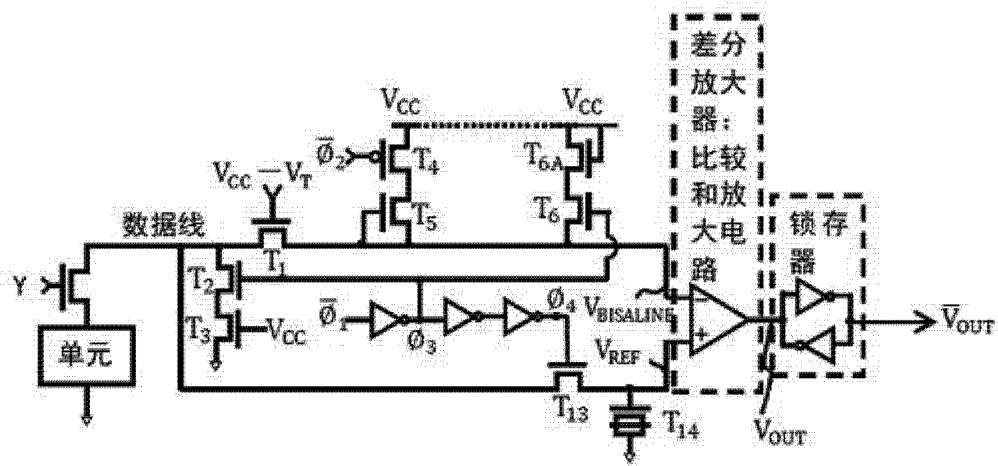 差分
放大
器：
比较
和放
大电
路
V_CC
V_CC
Ø̅_2
T_4
T_6A
V_CC－V_T
T_5
T_6
锁存
器
数据线
T_1
T_2
Y
V_BISALINE
−
Ø̅_1
Ø_3
Ø_4
T_3
V_CC
+
V̅_OUT
单元
V_REF
T_13
T_14
V_OUT